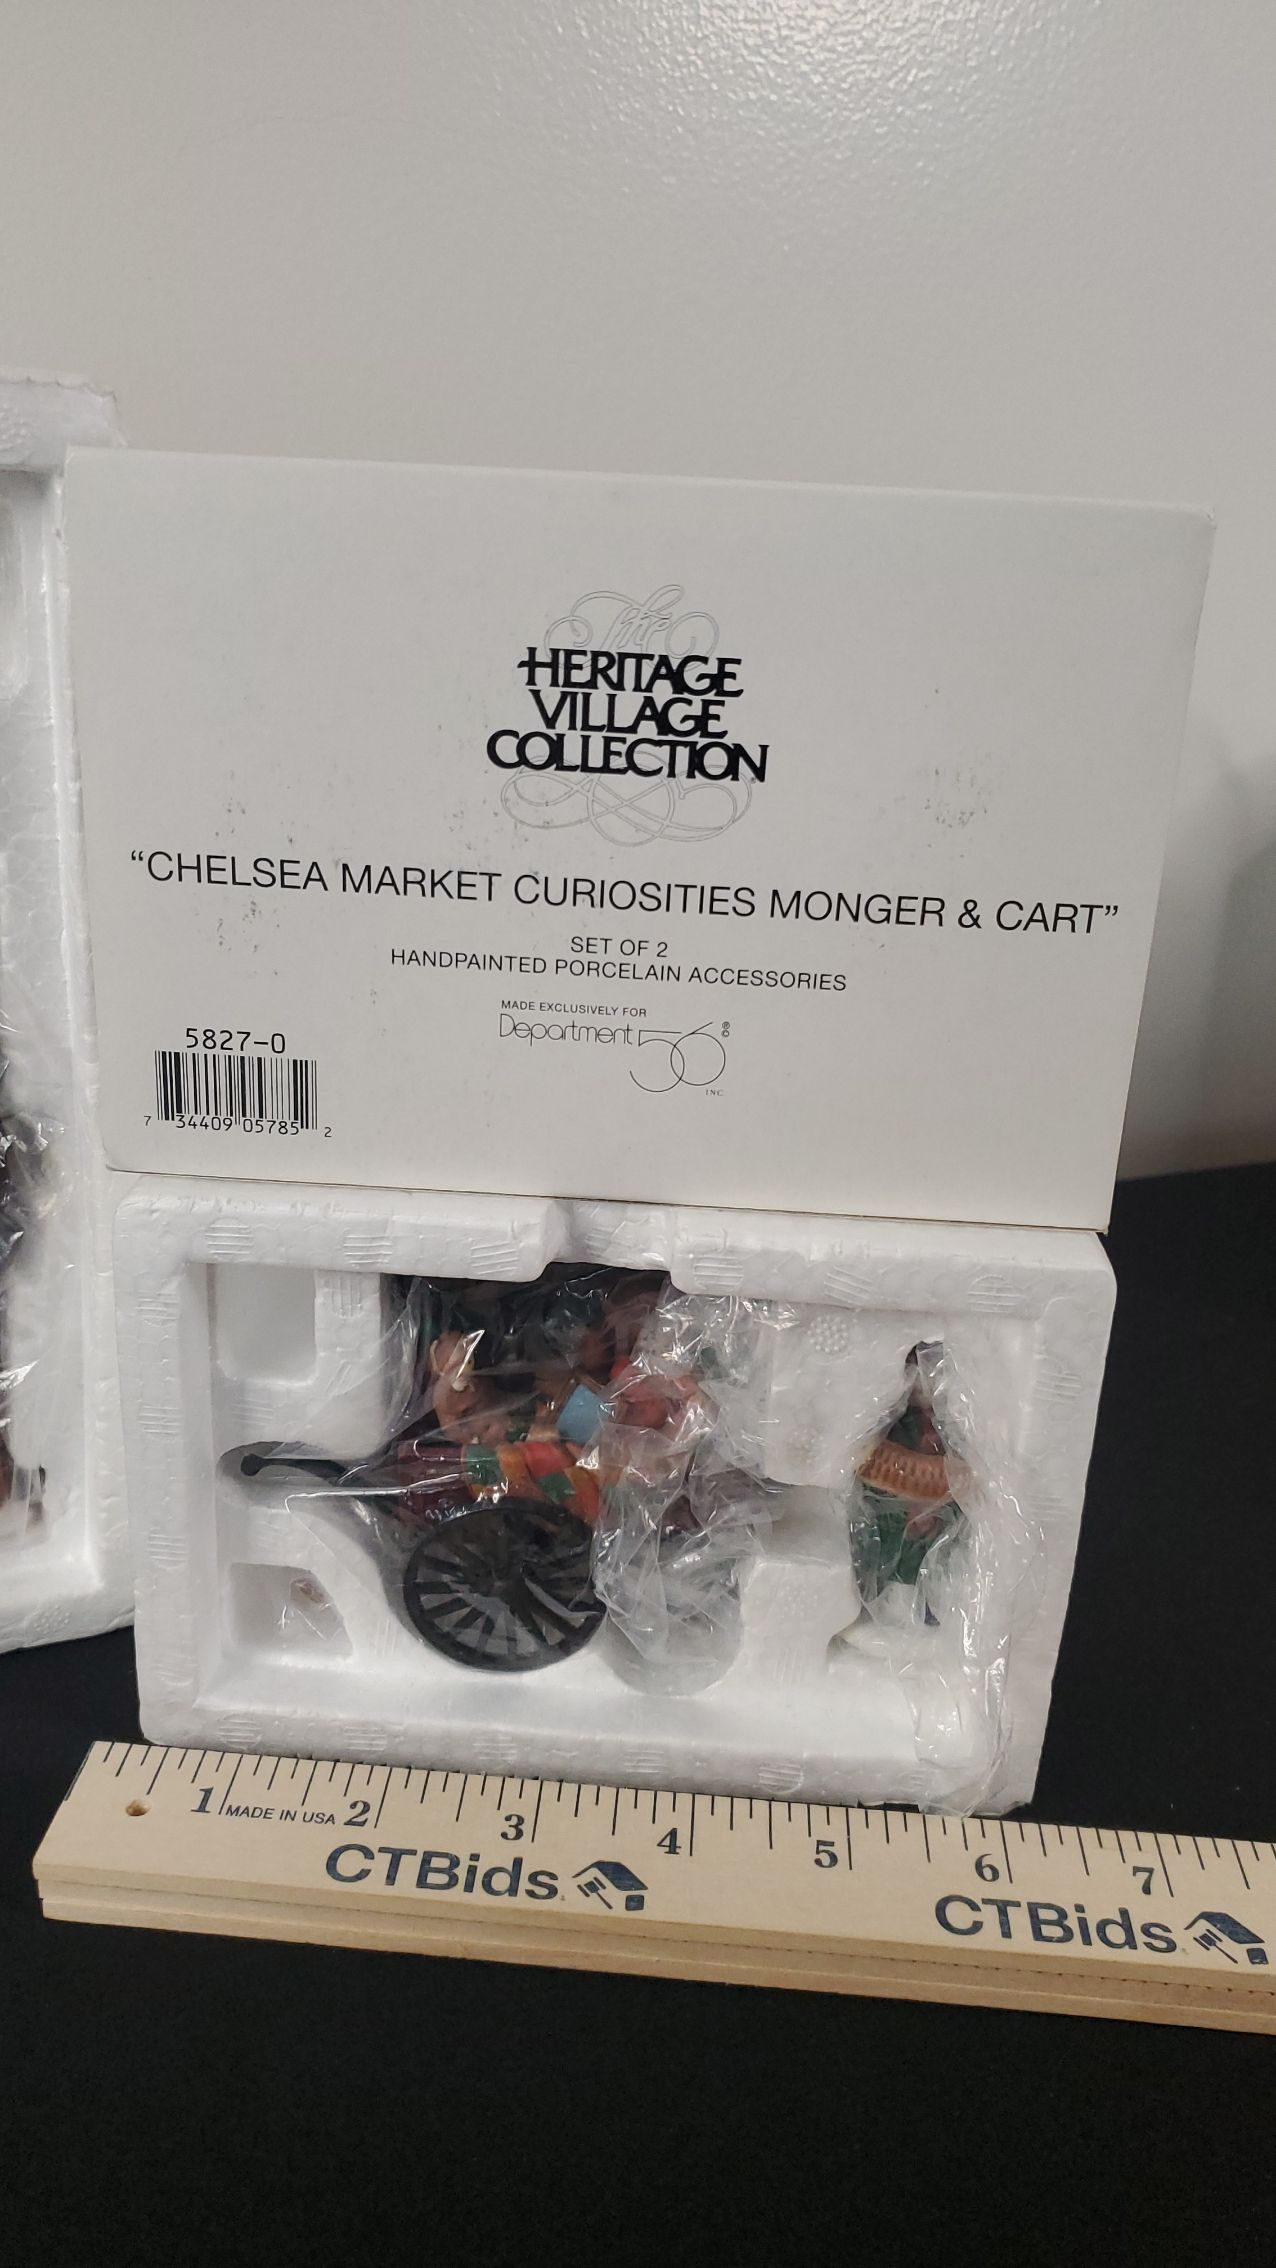 The
HERITAGE
VILLAGE
COLLECTION
“CHELSEA MARKET CURIOSITIES MONGER & CART”
SET OF 2
HANDPAINTED PORCELAIN ACCESSORIES
MADE EXCLUSIVELY FOR
Department 56®
INC
5827-0
7 34409 05785 2
1 MADE IN USA 2 3 4 5 6 7
CTBids CTBids